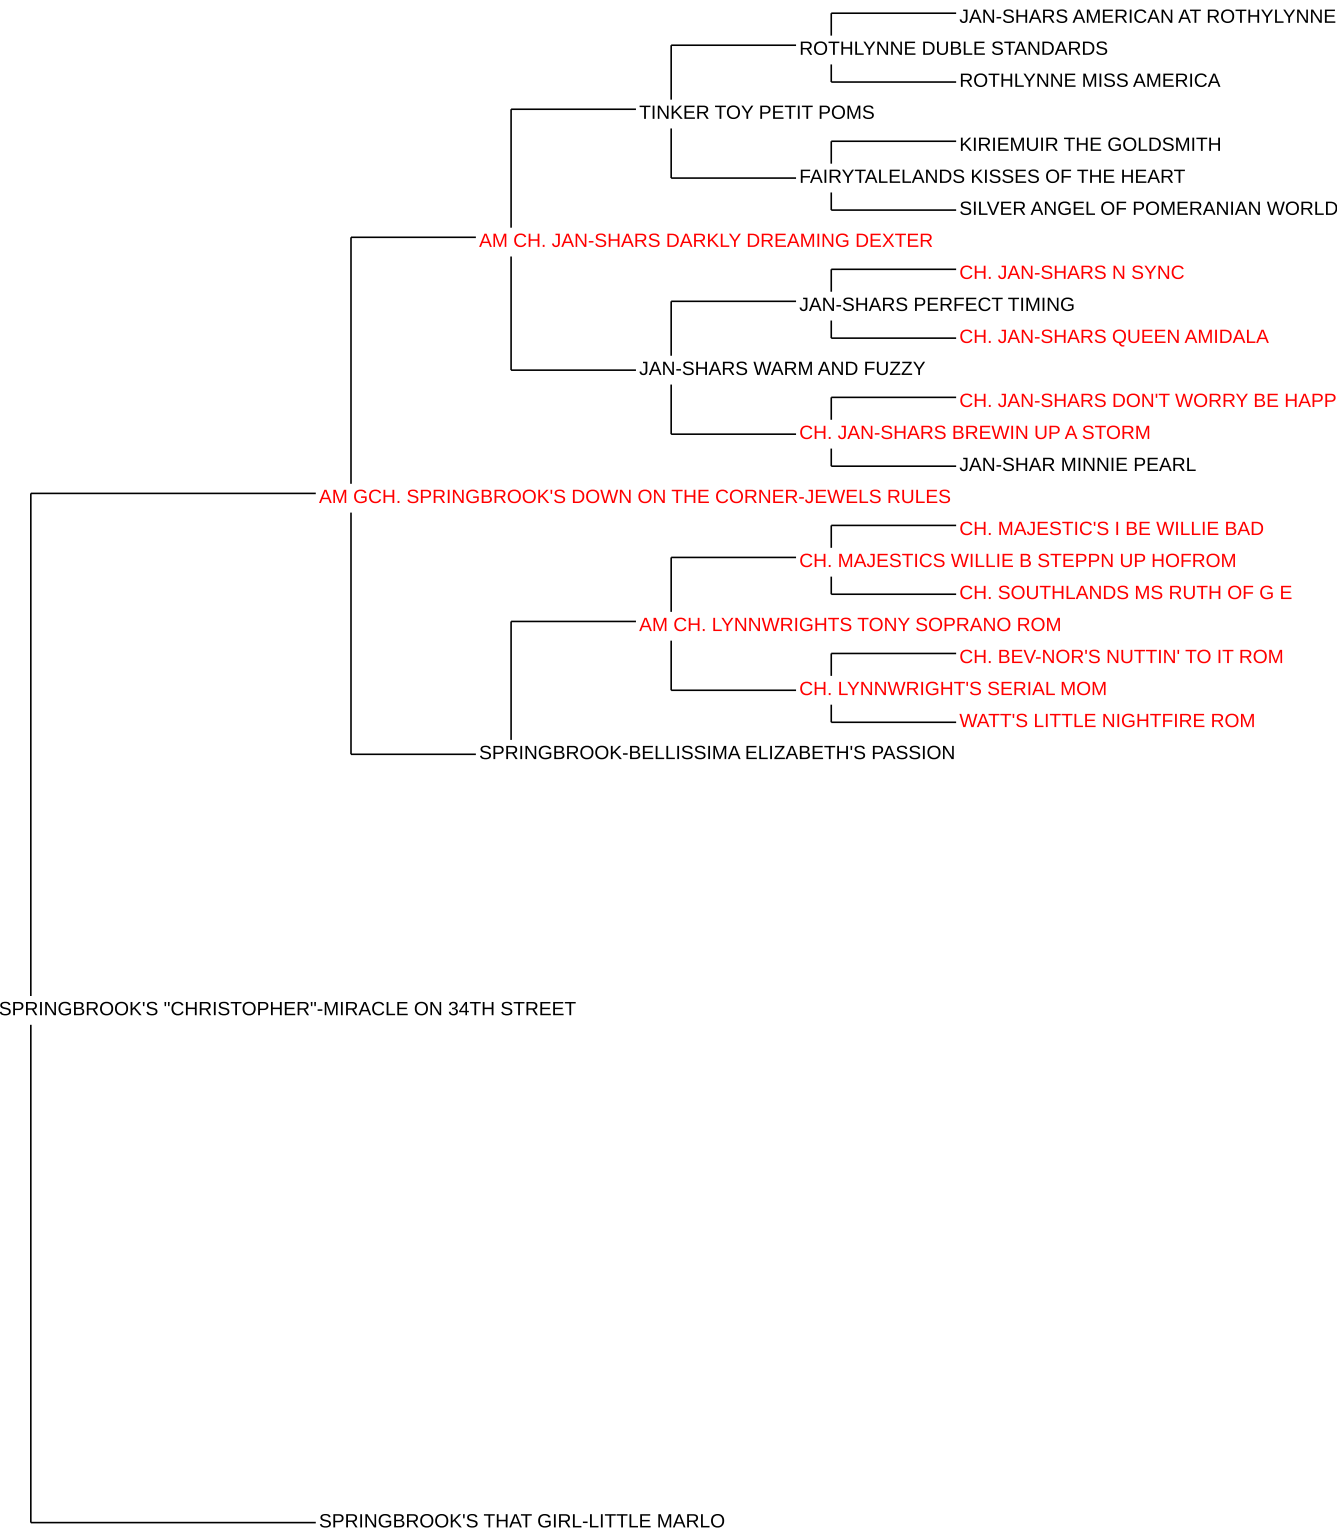 JAN-SHARS AMERICAN AT ROTHYLYNNE
ROTHLYNNE DUBLE STANDARDS
ROTHLYNNE MISS AMERICA
TINKER TOY PETIT POMS
KIRIEMUIR THE GOLDSMITH
FAIRYTALELANDS KISSES OF THE HEART
SILVER ANGEL OF POMERANIAN WORLD
AM CH. JAN-SHARS DARKLY DREAMING DEXTER
CH. JAN-SHARS N SYNC
JAN-SHARS PERFECT TIMING
CH. JAN-SHARS QUEEN AMIDALA
JAN-SHARS WARM AND FUZZY
CH. JAN-SHARS DON'T WORRY BE HAPP
CH. JAN-SHARS BREWIN UP A STORM
JAN-SHAR MINNIE PEARL
AM GCH. SPRINGBROOK'S DOWN ON THE CORNER-JEWELS RULES
CH. MAJESTIC'S I BE WILLIE BAD
CH. MAJESTICS WILLIE B STEPPN UP HOFROM
CH. SOUTHLANDS MS RUTH OF G E
AM CH. LYNNWRIGHTS TONY SOPRANO ROM
CH. BEV-NOR'S NUTTIN' TO IT ROM
CH. LYNNWRIGHT'S SERIAL MOM
WATT'S LITTLE NIGHTFIRE ROM
SPRINGBROOK-BELLISSIMA ELIZABETH'S PASSION
SPRINGBROOK'S "CHRISTOPHER"-MIRACLE ON 34TH STREET
SPRINGBROOK'S THAT GIRL-LITTLE MARLO